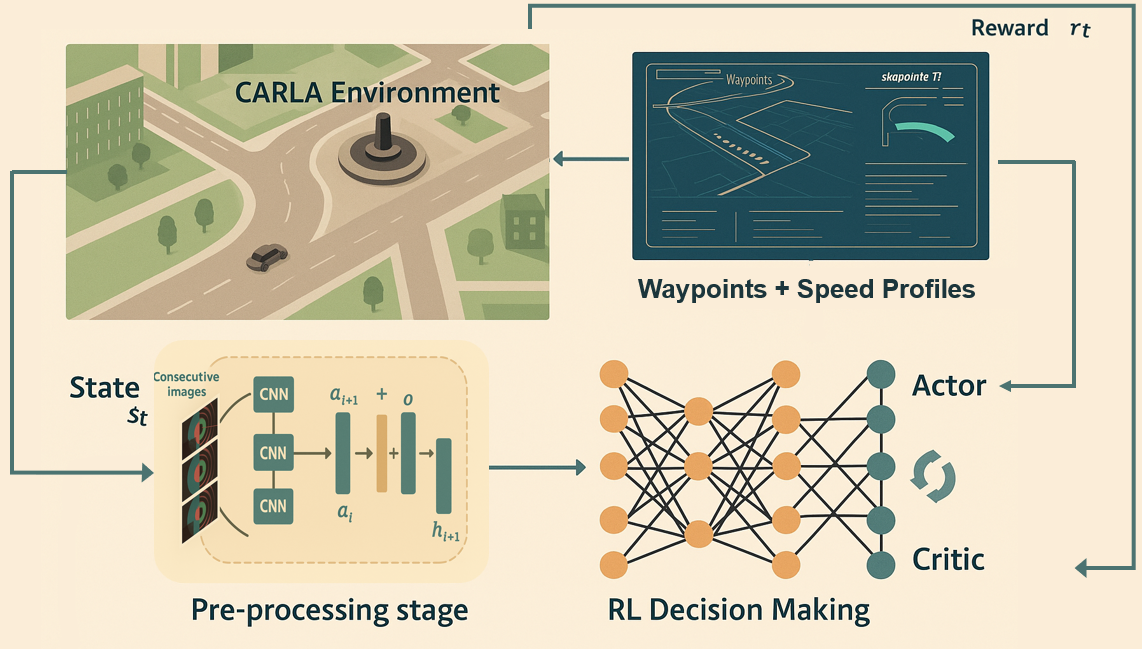 Reward r_t
CARLA Environment
Waypoints
skapointe T?
Waypoints + Speed Profiles
State
$t
Consecutive
images
CNN
CNN
CNN
a_{i+1} + o
+
a_i
h_{i+1}
Actor
Critic
Pre-processing stage
RL Decision Making